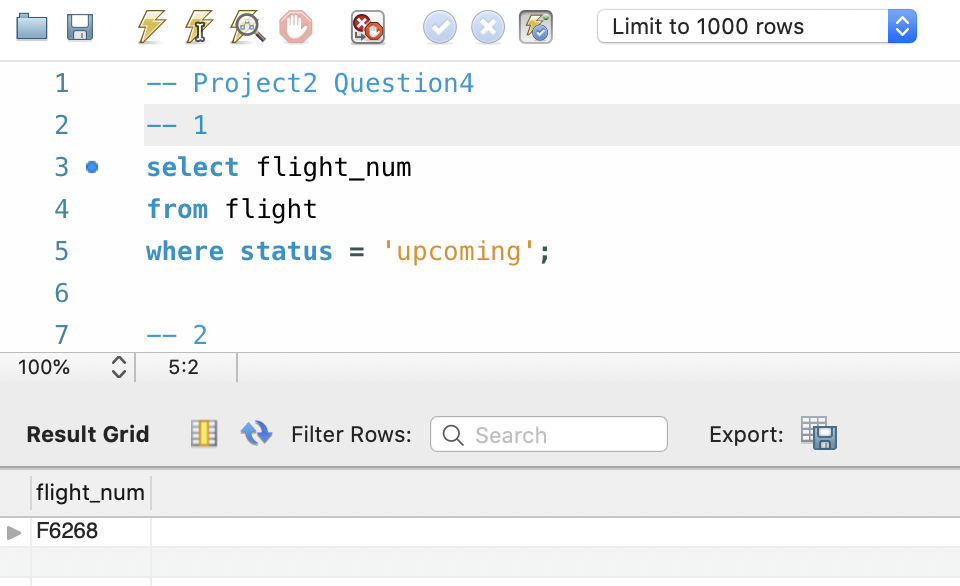 Limit to 1000 rows
1 -- Project2 Question4
2 -- 1
3 select flight_num
4 from flight
5 where status = 'upcoming';
6
7 -- 2
100% 5:2
Result Grid Filter Rows: Search Export:
flight_num
F6268